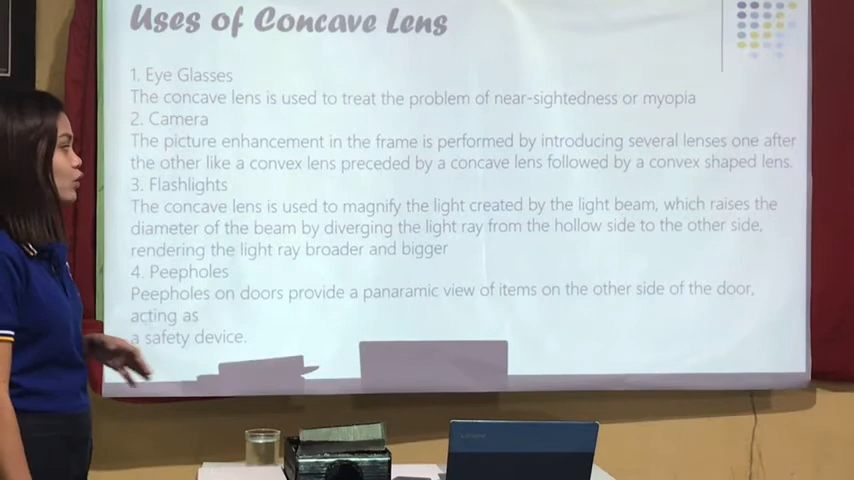 Uses of Concave Lens
1. Eye Glasses
The concave lens is used to treat the problem of near-sightedness or myopia
2. Camera
The picture enhancement in the frame is performed by introducing several lenses one after
the other like a convex lens preceded by a concave lens followed by a convex shaped lens.
3. Flashlights
The concave lens is used to magnify the light created by the light beam, which raises the
diameter of the beam by diverging the light ray from the hollow side to the other side,
rendering the light ray broader and bigger
4. Peepholes
Peepholes on doors provide a panaramic view of items on the other side of the door,
acting as
a safety device.
Lenovo